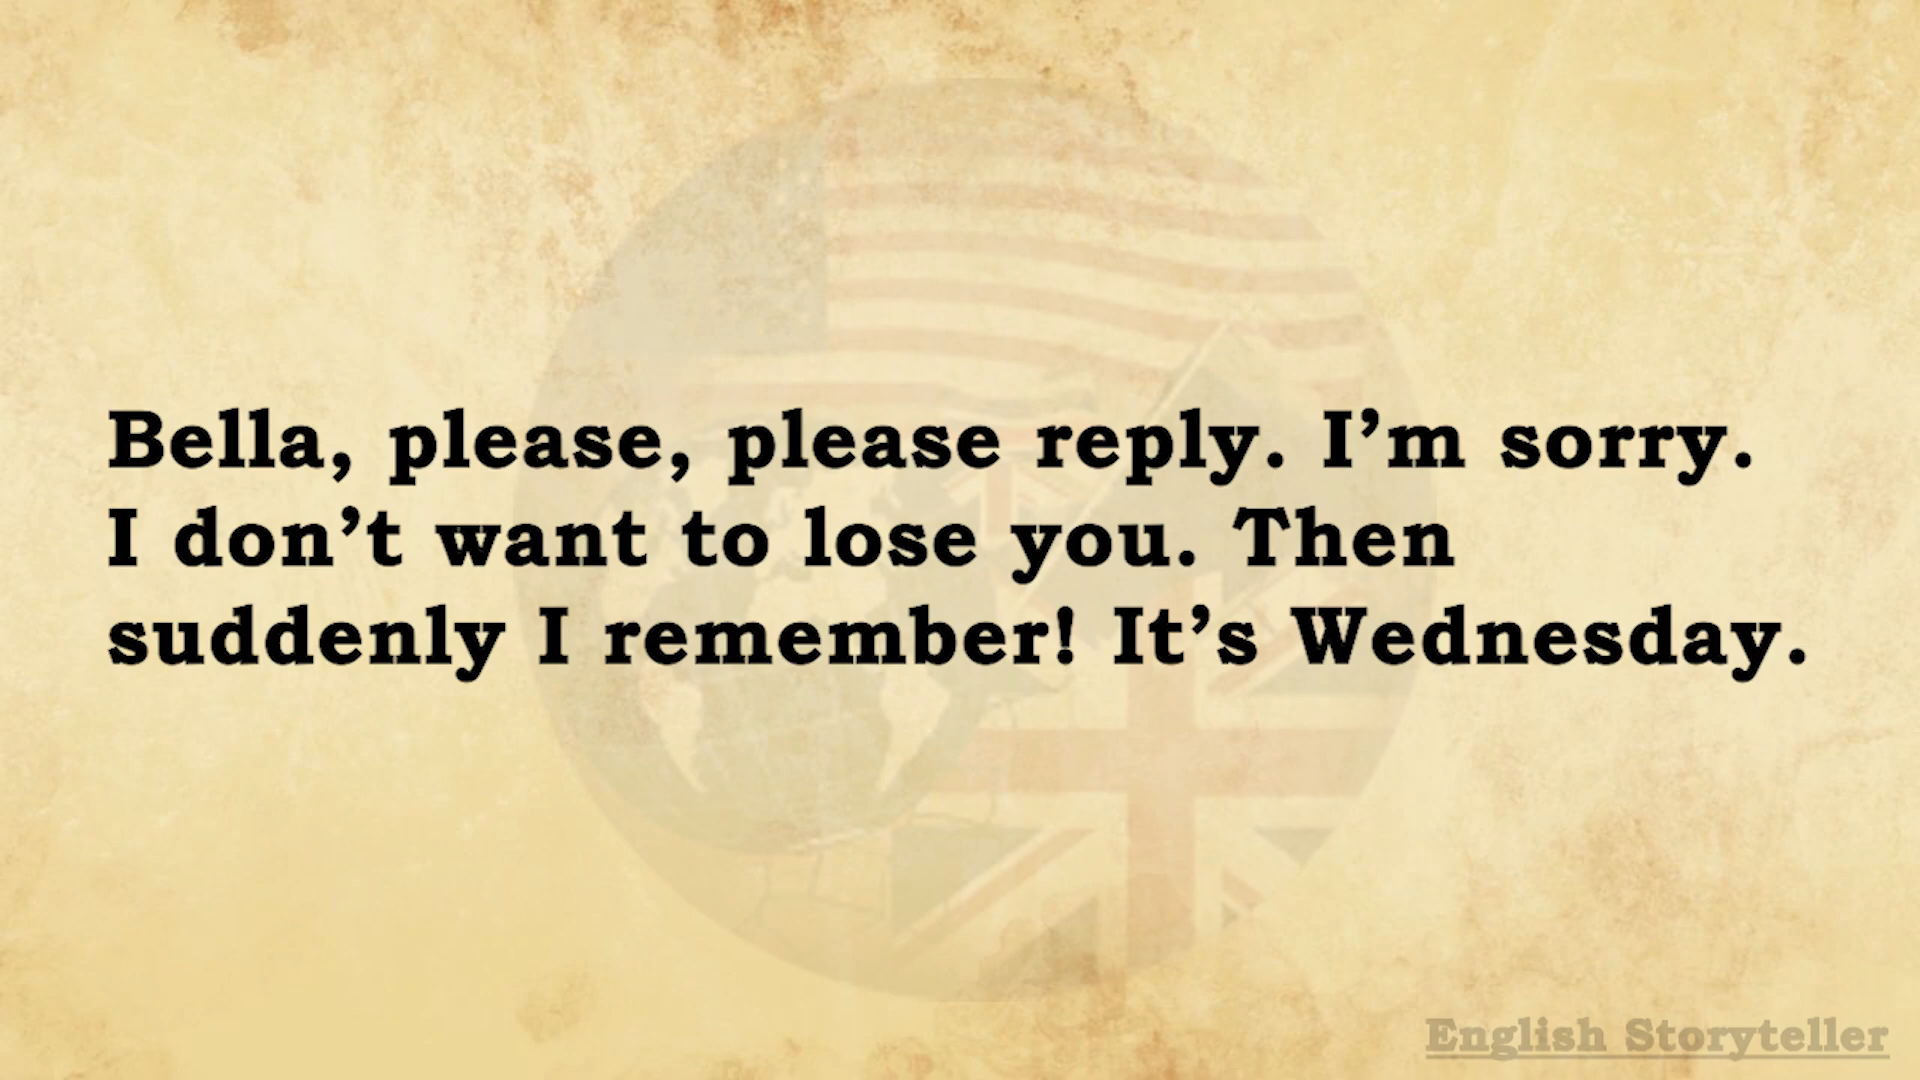 Bella, please, please reply. I’m sorry.
I don’t want to lose you. Then
suddenly I remember! It’s Wednesday.
English Storyteller